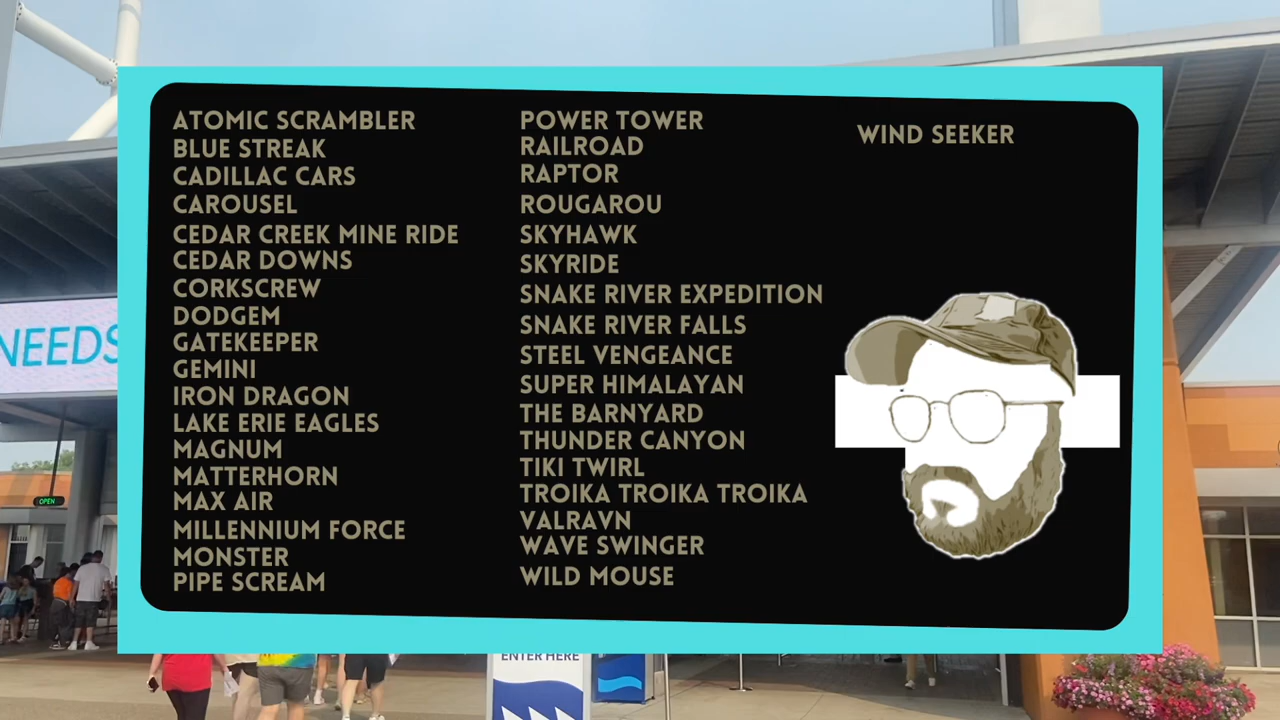 ATOMIC SCRAMBLER
BLUE STREAK
CADILLAC CARS
CAROUSEL
CEDAR CREEK MINE RIDE
CEDAR DOWNS
CORKSCREW
DODGEM
GATEKEEPER
GEMINI
IRON DRAGON
LAKE ERIE EAGLES
MAGNUM
MATTERHORN
MAX AIR
MILLENNIUM FORCE
MONSTER
PIPE SCREAM
POWER TOWER
RAILROAD
RAPTOR
ROUGAROU
SKYHAWK
SKYRIDE
SNAKE RIVER EXPEDITION
SNAKE RIVER FALLS
STEEL VENGEANCE
SUPER HIMALAYAN
THE BARNYARD
THUNDER CANYON
TIKI TWIRL
TROIKA TROIKA TROIKA
VALRAVN
WAVE SWINGER
WILD MOUSE
WIND SEEKER
NEEDS
OPEN
ENTER HERE